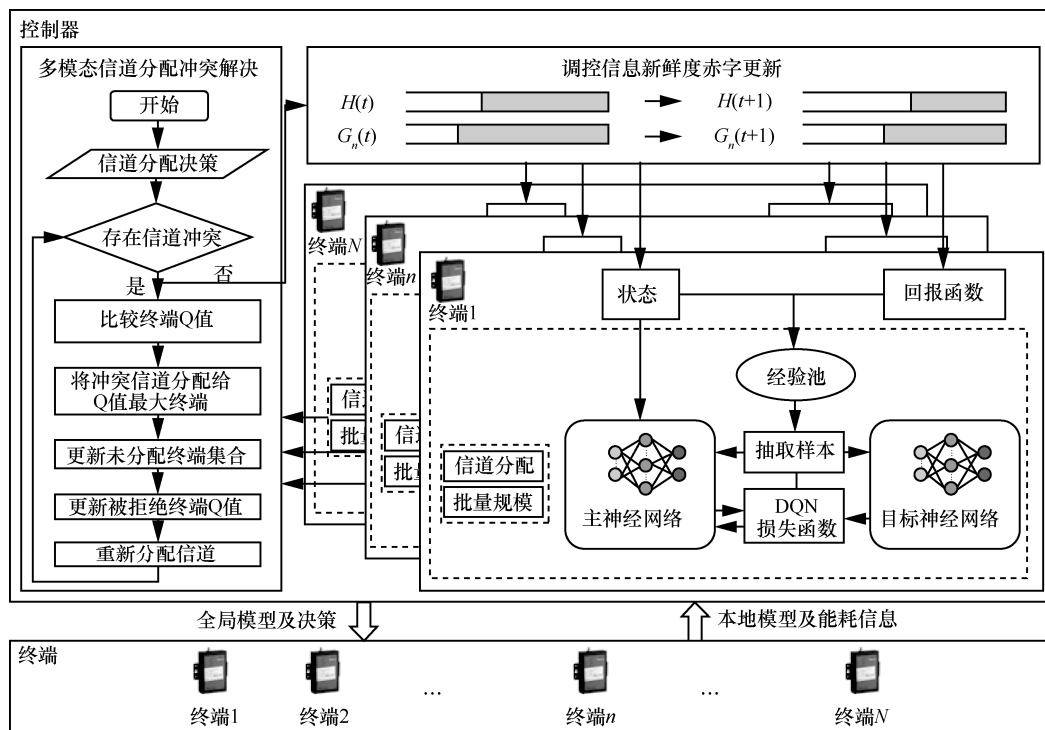 控制器
多模态信道分配冲突解决
开始
信道分配决策
存在信道冲突
是
否
比较终端Q值
将冲突信道分配给
Q值最大终端
更新未分配终端集合
更新被拒绝终端Q值
重新分配信道
调控信息新鲜度赤字更新
H(t)
H(t+1)
Gn(t)
Gn(t+1)
终端N
终端n
终端1
信道
批量
信道
批量
状态
回报函数
经验池
抽取样本
信道分配
批量规模
主神经网络
DQN
损失函数
目标神经网络
全局模型及决策
本地模型及能耗信息
终端
终端1
终端2
...
终端n
...
终端N